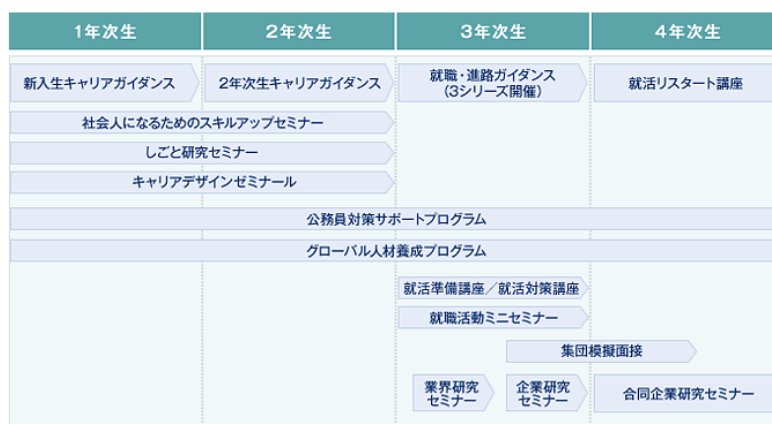 1年次生
2年次生
3年次生
4年次生
新入生キャリアガイダンス
2年次生キャリアガイダンス
就職・進路ガイダンス
(3シリーズ開催)
就活リスタート講座
社会人になるためのスキルアップセミナー
しごと研究セミナー
キャリアデザインゼミナール
公務員対策サポートプログラム
グローバル人材養成プログラム
就活準備講座／就活対策講座
就職活動ミニセミナー
集団模擬面接
業界研究
セミナー
企業研究
セミナー
合同企業研究セミナー